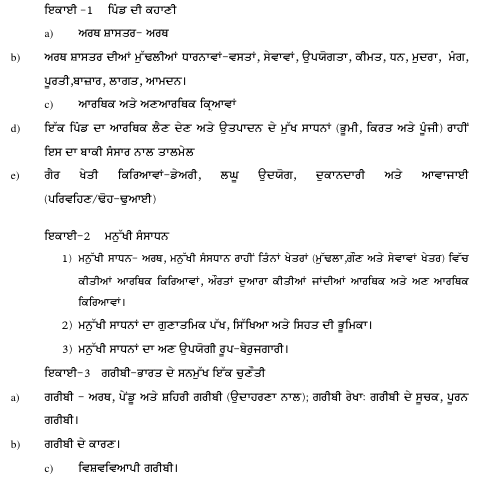 ਇਕਾਈ -1 ਪਿੰਡ ਦੀ ਕਹਾਣੀ
a) ਅਰਥ ਸ਼ਾਸਤਰ- ਅਰਥ
b) ਅਰਥ ਸ਼ਾਸਤਰ ਦੀਆਂ ਮੁੱਢਲੀਆਂ ਧਾਰਨਾਵਾਂ-ਵਸਤਾਂ, ਸੇਵਾਵਾਂ, ਉਪਯੋਗਤਾ, ਕੀਮਤ, ਧਨ, ਮੁਦਰਾ, ਮੰਗ,
ਪੂਰਤੀ,ਬਾਜ਼ਾਰ, ਲਾਗਤ, ਆਮਦਨ।
c) ਆਰਥਿਕ ਅਤੇ ਅਣਆਰਥਿਕ ਕਿ੍ਆਵਾਂ
d) ਇੱਕ ਪਿੰਡ ਦਾ ਆਰਥਿਕ ਲੈਣ ਦੇਣ ਅਤੇ ਉਤਪਾਦਨ ਦੇ ਮੁੱਖ ਸਾਧਨਾਂ (ਭੂਮੀ, ਕਿਰਤ ਅਤੇ ਪੂੰਜੀ) ਰਾਹੀਂ
ਇਸ ਦਾ ਬਾਕੀ ਸੰਸਾਰ ਨਾਲ ਤਾਲਮੇਲ
e) ਗੈਰ ਖੇਤੀ ਕਿਰਿਆਵਾਂ-ਡੇਅਰੀ, ਲਘੂ ਉਦਯੋਗ, ਦੁਕਾਨਦਾਰੀ ਅਤੇ ਆਵਾਜਾਈ
(ਪਰਿਵਹਿਣ/ਢੋਹ-ਢੁਆਈ)
ਇਕਾਈ-2 ਮਨੁੱਖੀ ਸੰਸਾਧਨ
1) ਮਨੁੱਖੀ ਸਾਧਨ- ਅਰਥ, ਮਨੁੱਖੀ ਸੰਸਧਾਨ ਰਾਹੀਂ ਤਿੰਨਾਂ ਖੇਤਰਾਂ (ਮੁੱਢਲਾ,ਗੌਣ ਅਤੇ ਸੇਵਾਵਾਂ ਖੇਤਰ) ਵਿੱਚ
ਕੀਤੀਆਂ ਆਰਥਿਕ ਕਿਰਿਆਵਾਂ, ਔਰਤਾਂ ਦੁਆਰਾ ਕੀਤੀਆਂ ਜਾਂਦੀਆਂ ਆਰਥਿਕ ਅਤੇ ਅਣ ਆਰਥਿਕ
ਕਿਰਿਆਵਾਂ।
2) ਮਨੁੱਖੀ ਸਾਧਨਾਂ ਦਾ ਗੁਣਾਤਮਿਕ ਪੱਖ, ਸਿੱਖਿਆ ਅਤੇ ਸਿਹਤ ਦੀ ਭੂਮਿਕਾ।
3) ਮਨੁੱਖੀ ਸਾਧਨਾਂ ਦਾ ਅਣ ਉਪਯੋਗੀ ਰੂਪ-ਬੇਰੁਜਗਾਰੀ।
ਇਕਾਈ-3 ਗਰੀਬੀ-ਭਾਰਤ ਦੇ ਸਨਮੁੱਖ ਇੱਕ ਚੁਣੌਤੀ
a) ਗਰੀਬੀ - ਅਰਥ, ਪੇਂਡੂ ਅਤੇ ਸ਼ਹਿਰੀ ਗਰੀਬੀ (ਉਦਾਹਰਣਾ ਨਾਲ); ਗਰੀਬੀ ਰੇਖਾ: ਗਰੀਬੀ ਦੇ ਸੂਚਕ, ਪੂਰਨ
ਗਰੀਬੀ।
b) ਗਰੀਬੀ ਦੇ ਕਾਰਣ।
c) ਵਿਸ਼ਵਵਿਆਪੀ ਗਰੀਬੀ।